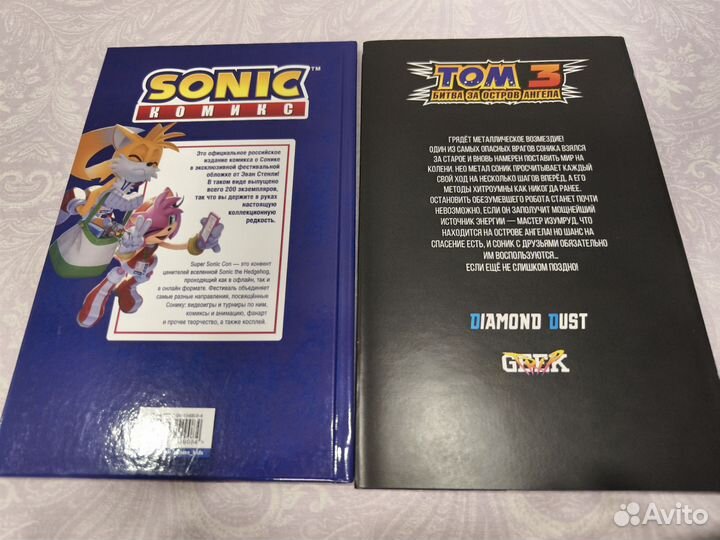 SONIC™
КОМИКС
Это официальное российское
издание комикса о Сонике
в эксклюзивной фестивальной
обложке от Эван Стенли!
В таком виде выпущено
всего 200 экземпляров,
так что вы держите в руках
настоящую
коллекционную
редкость.
Super Sonic Con — это конвент
ценителей вселенной Sonic the Hedgehog,
проходящий как в офлайн, так и
в онлайн формате. Фестиваль объединяет
самые разные направления, посвящённые
Сонику: видеоигры и турниры по ним,
комиксы и анимацию, фанарт
и прочее творчество, а также косплей.
ТОМ 3
БИТВА ЗА ОСТРОВ АНГЕЛА
ГРЯДЁТ МЕТАЛЛИЧЕСКОЕ ВОЗМЕЗДИЕ!
ОДИН ИЗ САМЫХ ОПАСНЫХ ВРАГОВ СОНИКА ВЗЯЛСЯ
ЗА СТАРОЕ И ВНОВЬ НАМЕРЕН ПОСТАВИТЬ МИР НА
КОЛЕНИ. НЕО МЕТАЛ СОНИК ПРОСЧИТЫВАЕТ КАЖДЫЙ
СВОЙ ХОД НА НЕСКОЛЬКО ШАГОВ ВПЕРЁД, А ЕГО
МЕТОДЫ ХИТРОУМНЫ КАК НИКОГДА РАНЕЕ.
ОСТАНОВИТЬ ОБЕЗУМЕВШЕГО РОБОТА СТАНЕТ ПОЧТИ
НЕВОЗМОЖНО, ЕСЛИ ОН ЗАПОЛУЧИТ МОЩНЕЙШИЙ
ИСТОЧНИК ЭНЕРГИИ — МАСТЕР ИЗУМРУД, ЧТО
НАХОДИТСЯ НА ОСТРОВЕ АНГЕЛА! НО ШАНС НА
СПАСЕНИЕ ЕСТЬ, И СОНИК С ДРУЗЬЯМИ ОБЯЗАТЕЛЬНО
ИМ ВОСПОЛЬЗУЮТСЯ...
ЕСЛИ ЕЩЁ НЕ СЛИШКОМ ПОЗДНО!
DIAMOND DUST
GEEK
Avito